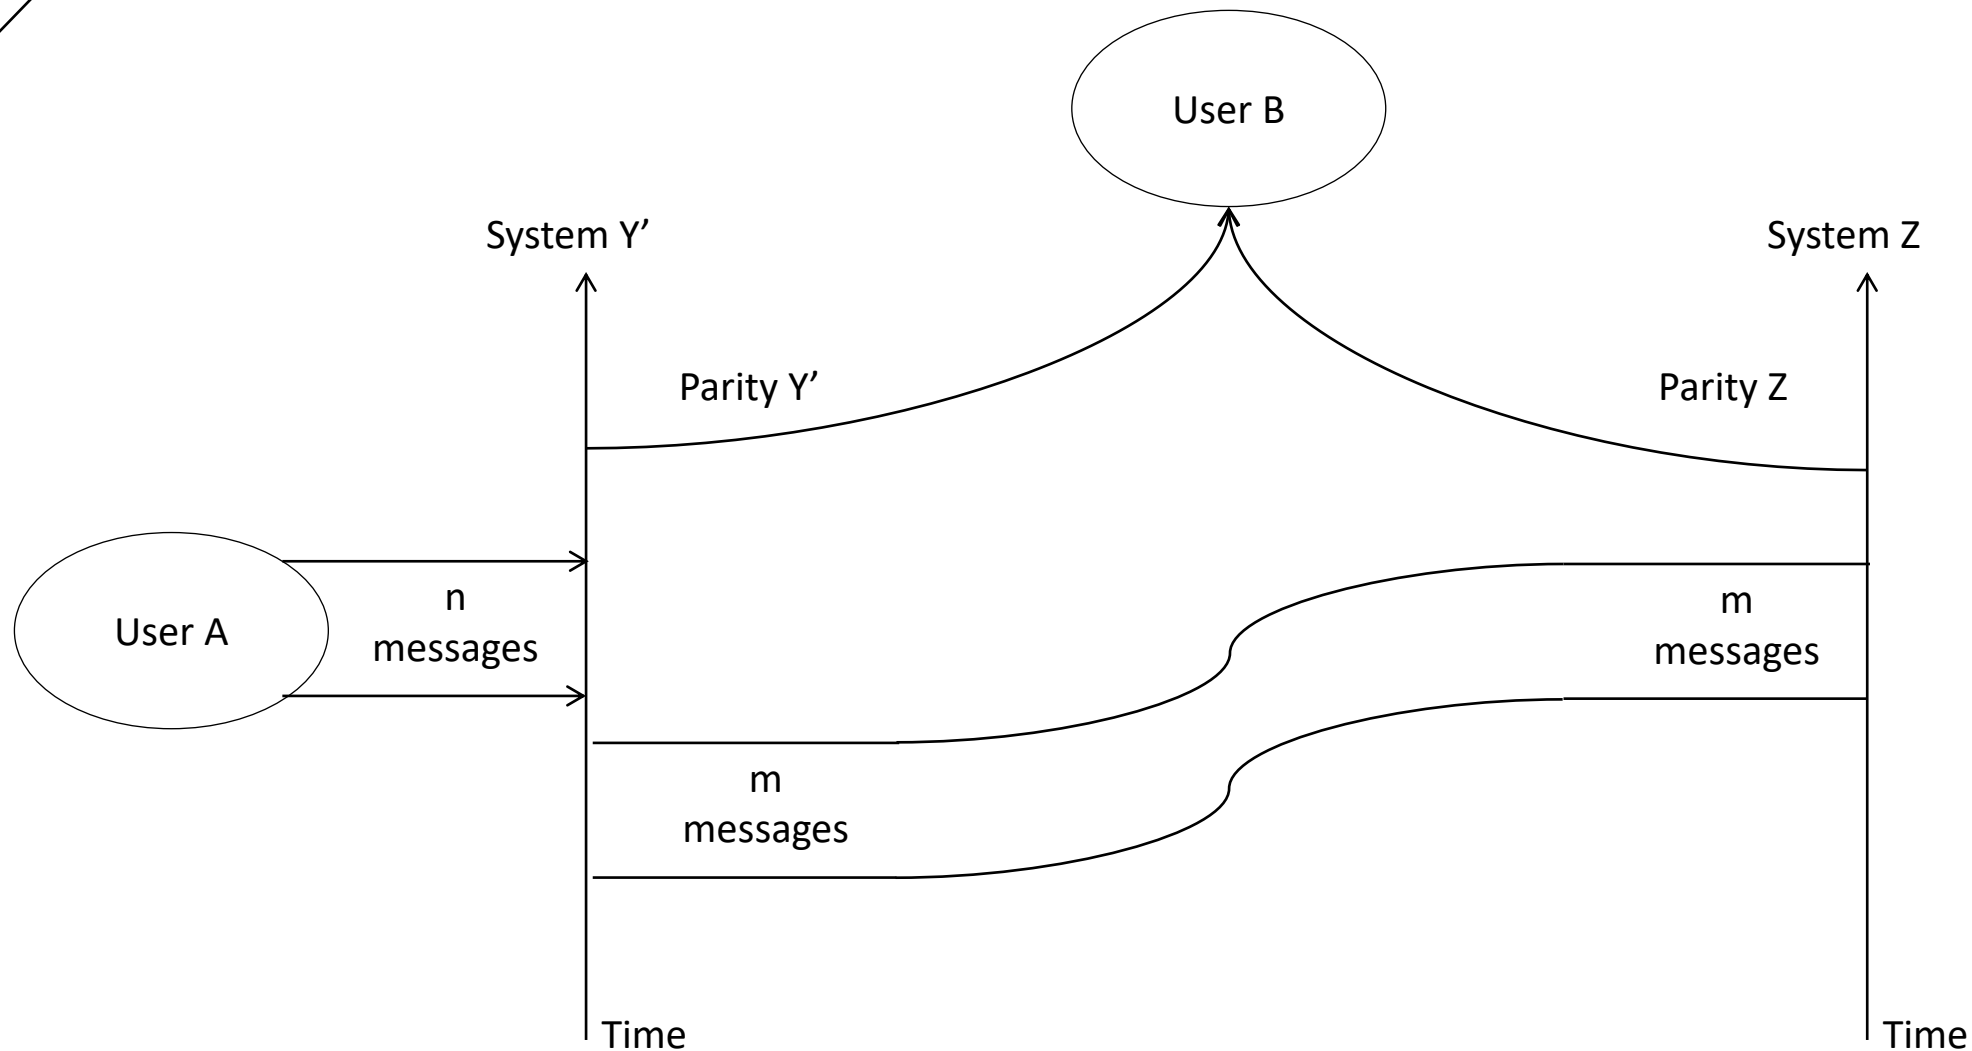 User B
System Y’
System Z
Parity Y’
Parity Z
User A
n
messages
m
messages
m
messages
Time
Time